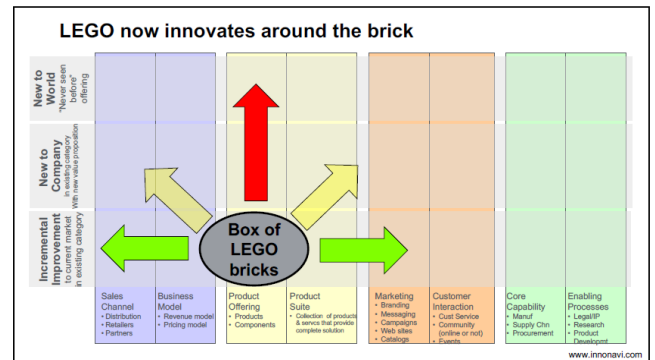 LEGO now innovates around the brick
New to
World
"Never seen
before"
offering
New to
Company
in existing category
With new value proposition
Incremental
Improvement
to current market
in existing category
Box of
LEGO
bricks
Sales
Channel
• Distribution
• Retailers
• Partners
Business
Model
• Revenue model
• Pricing model
Product
Offering
• Products
• Components
Product
Suite
• Collection of products
& servcs that provide
complete solution
Marketing
• Branding
• Messaging
• Campaigns
• Web sites
• Catalogs
Customer
Interaction
• Cust Service
• Community
(online or not)
• Events
Core
Capability
• Manuf
• Supply Chn
• Procurement
Enabling
Processes
• Legal/IP
• Research
• Product
Developmt
www.innonavi.com